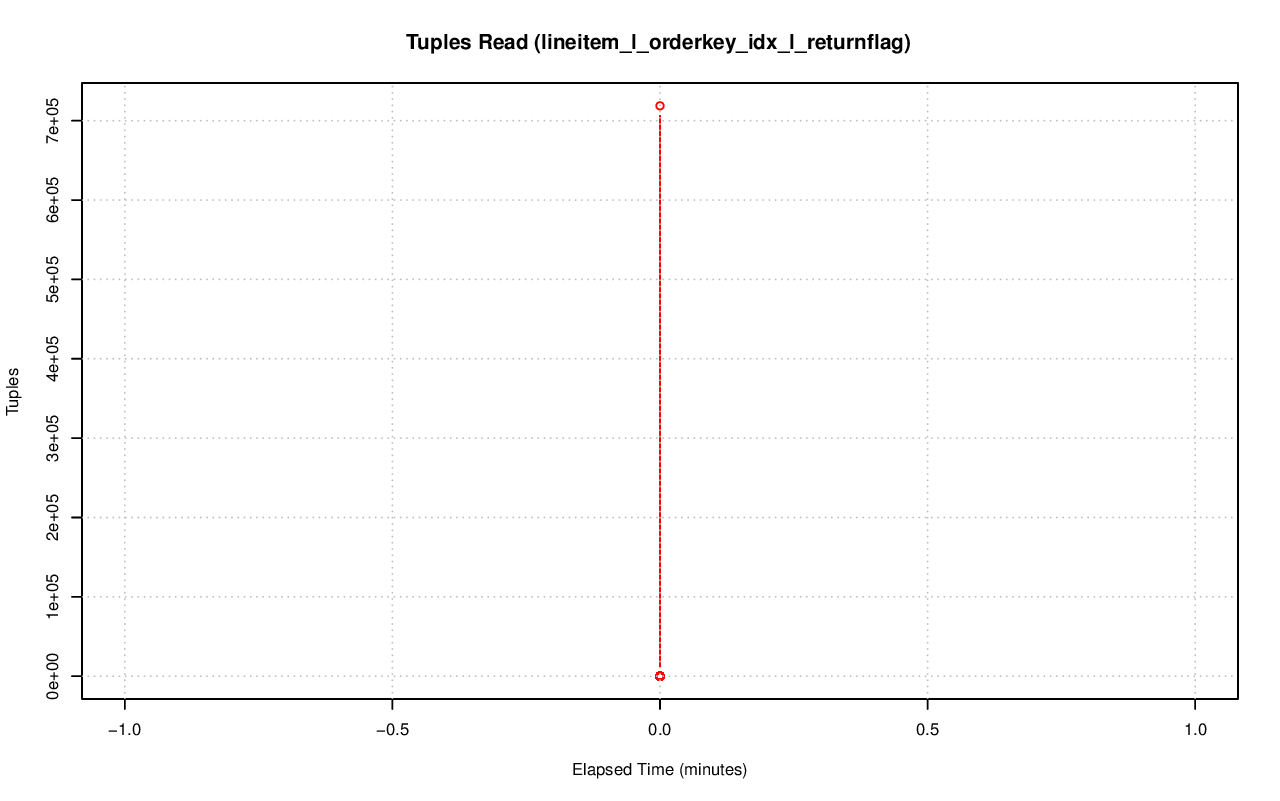 Tuples Read (lineitem_l_orderkey_idx_l_returnflag)
7e+05
6e+05
5e+05
4e+05
3e+05
2e+05
1e+05
0e+00
Tuples
−1.0
−0.5
0.0
0.5
1.0
Elapsed Time (minutes)